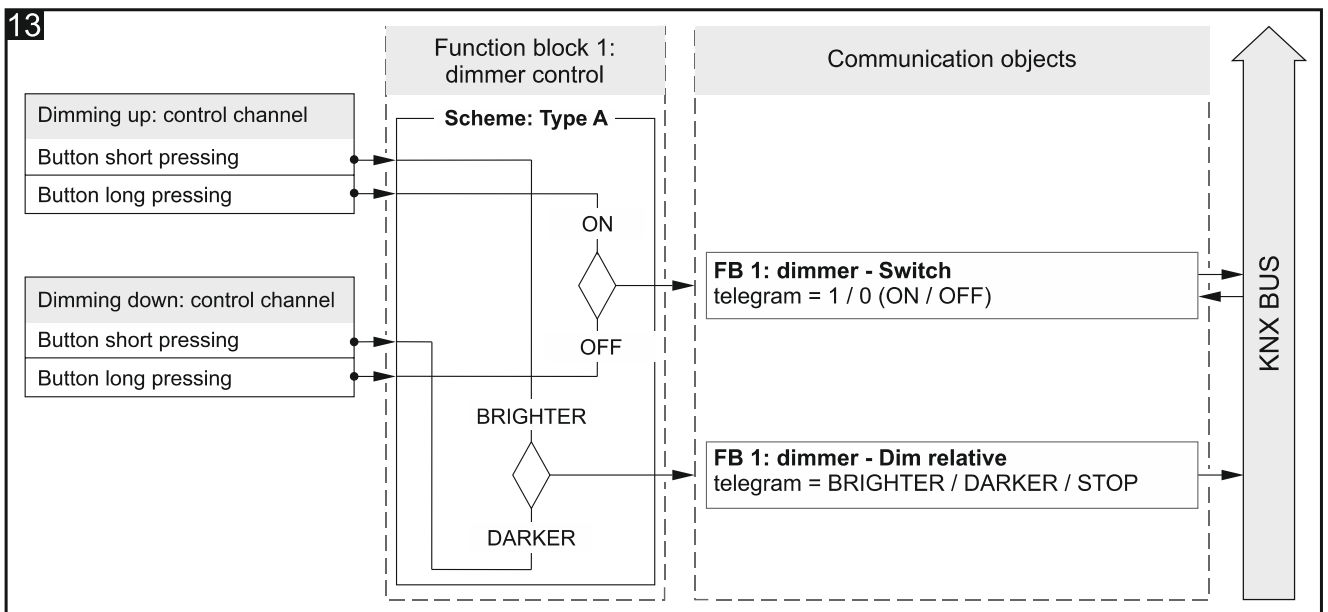 13
Function block 1:
dimmer control
Communication objects
Dimming up: control channel
Button short pressing
Button long pressing
Scheme: Type A
ON
Dimming down: control channel
Button short pressing
Button long pressing
OFF
BRIGHTER
DARKER
FB 1: dimmer - Switch
telegram = 1 / 0 (ON / OFF)
FB 1: dimmer - Dim relative
telegram = BRIGHTER / DARKER / STOP
KNX BUS